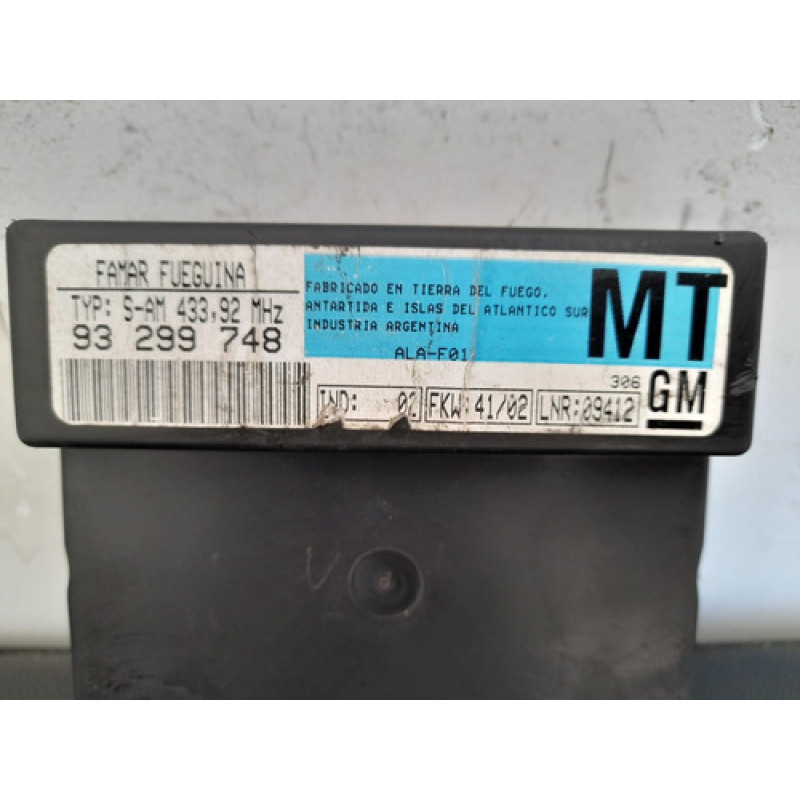 FAMAR FUEGUINA
TYP: S-AM 433,92 MHz
93 299 748
FABRICADO EN TIERRA DEL FUEGO.
ANTARTIDA E ISLAS DEL ATLANTICO SUR
INDUSTRIA ARGENTINA
ALA-F01
MT
306
GM
IND: 02
FKW: 41/02
LNR: 09412